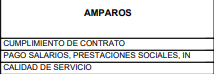 AMPAROS
CUMPLIMIENTO DE CONTRATO
PAGO SALARIOS, PRESTACIONES SOCIALES, IN
CALIDAD DE SERVICIO